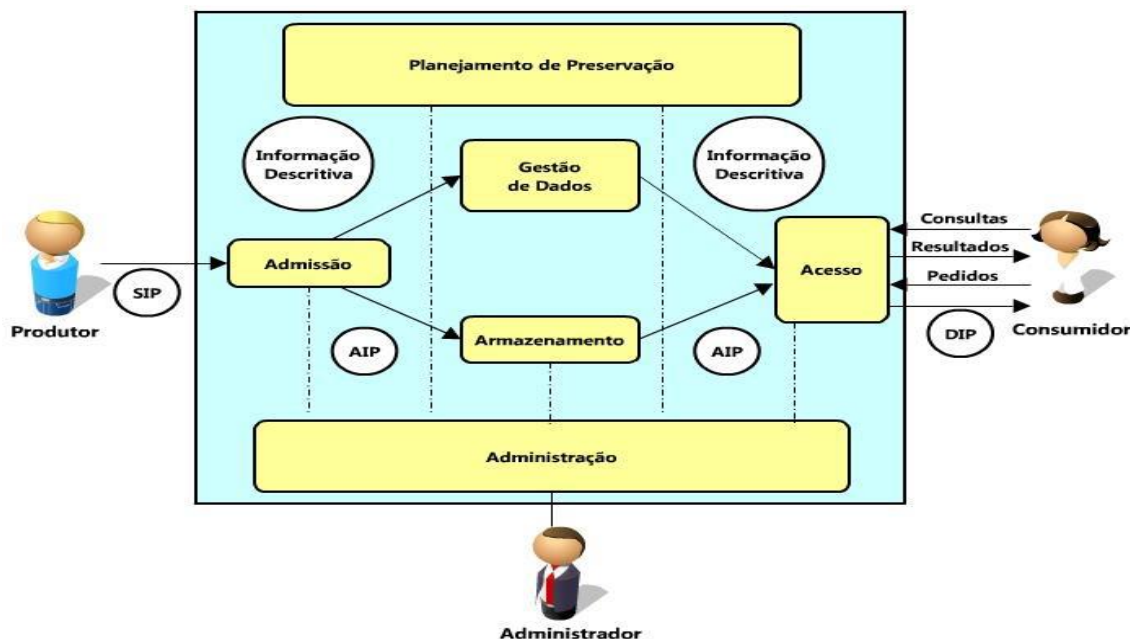 Planejamento de Preservação
Informação
Descritiva
Gestão
de Dados
Informação
Descritiva
Consultas
Resultados
Admissão
Acesso
Pedidos
SIP
Produtor
AIP
Armazenamento
AIP
DIP
Consumidor
Administração
Administrador